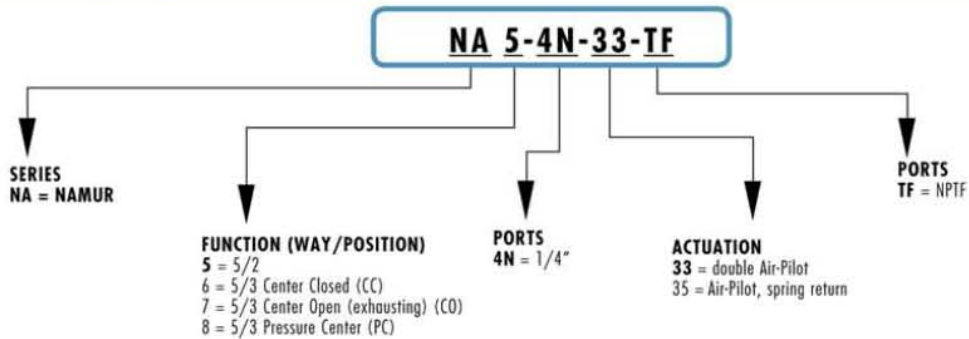 NA 5-4N-33-TF
SERIES
NA = NAMUR
FUNCTION (WAY/POSITION)
5 = 5/2
6 = 5/3 Center Closed (CC)
7 = 5/3 Center Open (exhausting) (CO)
8 = 5/3 Pressure Center (PC)
PORTS
4N = 1/4"
ACTUATION
33 = double Air-Pilot
35 = Air-Pilot, spring return
PORTS
TF = NPTF